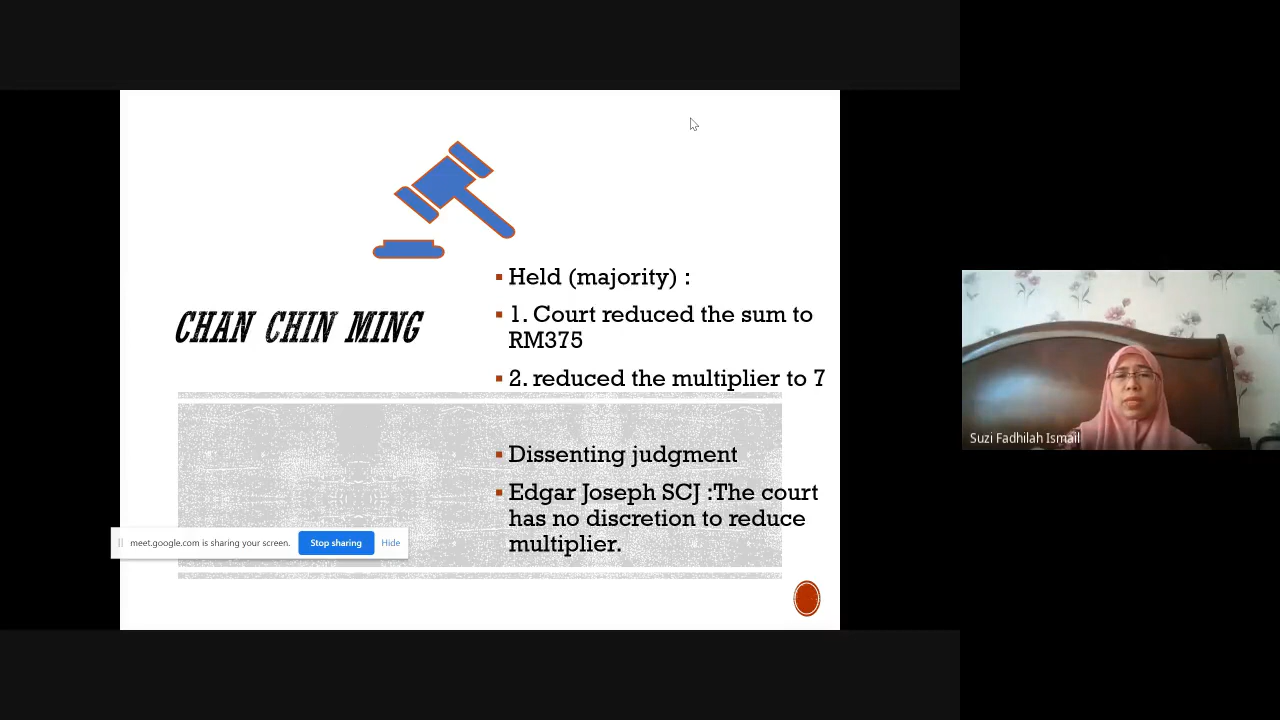 CHAN CHIN MING
▪ Held (majority) :
▪ 1. Court reduced the sum to
RM375
▪ 2. reduced the multiplier to 7
▪ Dissenting judgment
▪ Edgar Joseph SCJ :The court
has no discretion to reduce
multiplier.
meet.google.com is sharing your screen. Stop sharing Hide
Suzi Fadhilah Ismail